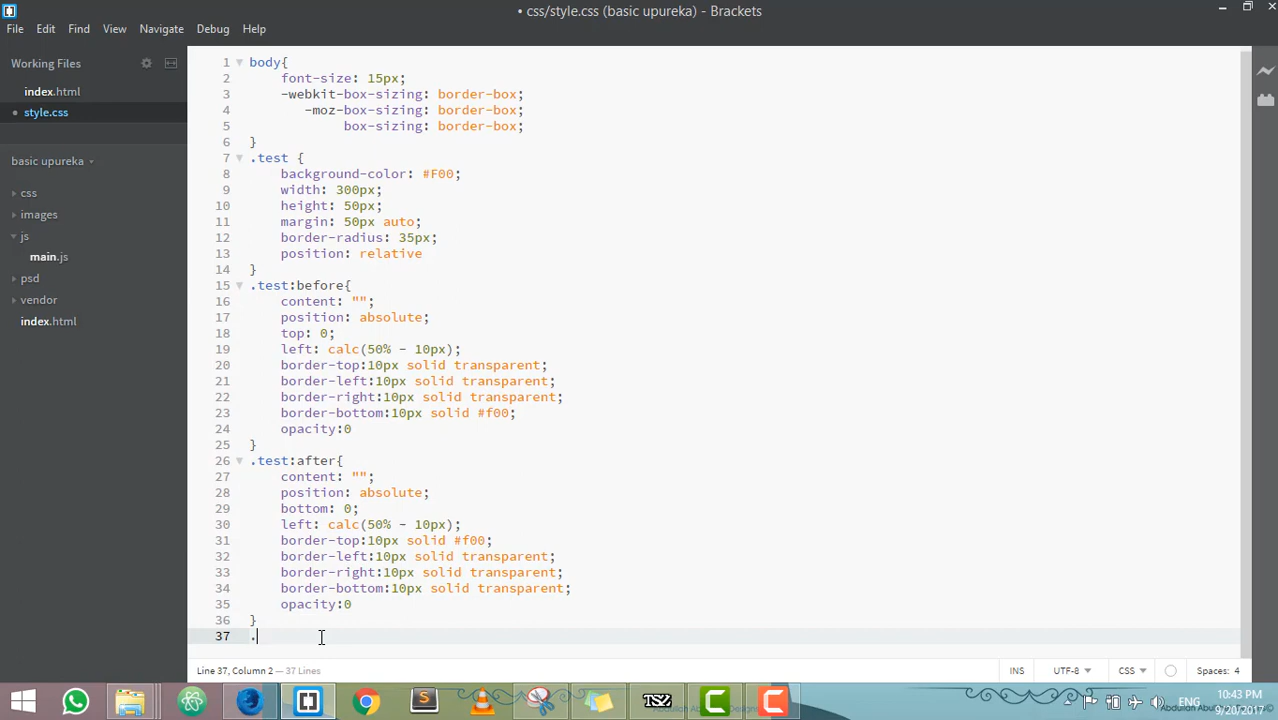 • css/style.css (basic upureka) - Brackets
File Edit Find View Navigate Debug Help
Working Files
index.html
• style.css
basic upureka
css
images
js
main.js
psd
vendor
index.html
1 body{
2 font-size: 15px;
3 -webkit-box-sizing: border-box;
4 -moz-box-sizing: border-box;
5 box-sizing: border-box;
6 }
7 .test {
8 background-color: #F00;
9 width: 300px;
10 height: 50px;
11 margin: 50px auto;
12 border-radius: 35px;
13 position: relative
14 }
15 .test:before{
16 content: "";
17 position: absolute;
18 top: 0;
19 left: calc(50% - 10px);
20 border-top:10px solid transparent;
21 border-left:10px solid transparent;
22 border-right:10px solid transparent;
23 border-bottom:10px solid #f00;
24 opacity:0
25 }
26 .test:after{
27 content: "";
28 position: absolute;
29 bottom: 0;
30 left: calc(50% - 10px);
31 border-top:10px solid #f00;
32 border-left:10px solid transparent;
33 border-right:10px solid transparent;
34 border-bottom:10px solid transparent;
35 opacity:0
36 }
37 .
Line 37, Column 2 — 37 Lines
INS UTF-8 CSS Spaces: 4
TSZ
ENG
10:43 PM
9/20/2017